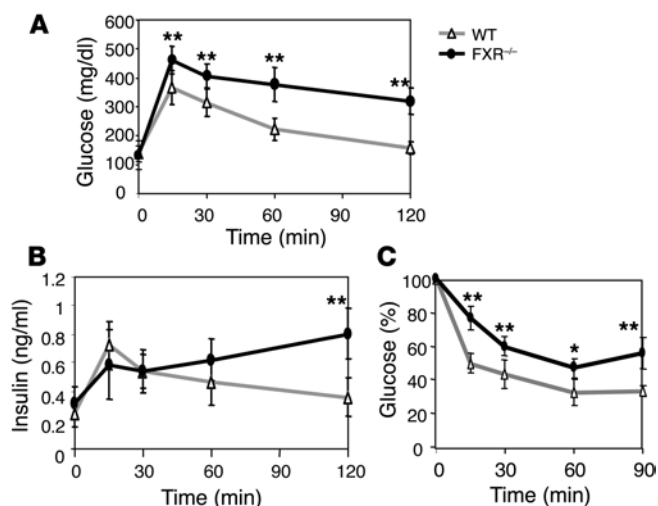 A
Glucose (mg/dl)
600
500
400
300
200
100
0
** ** ** **
0 30 60 90 120
Time (min)
WT
FXR–/–
B
Insulin (ng/ml)
1.2
1
0.8
0.6
0.4
0.2
0
**
0 30 60 90 120
Time (min)
C
Glucose (%)
100
80
60
40
20
0
** ** * **
0 30 60 90
Time (min)